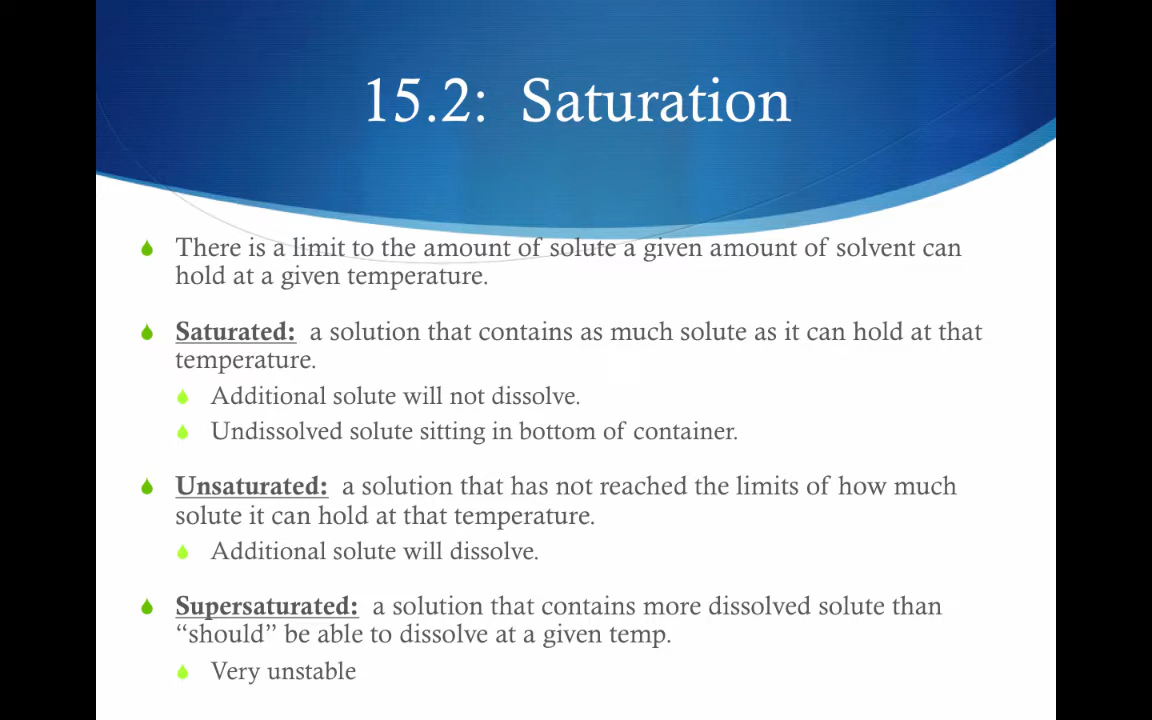 15.2: Saturation
There is a limit to the amount of solute a given amount of solvent can
hold at a given temperature.
Saturated: a solution that contains as much solute as it can hold at that
temperature.
Additional solute will not dissolve.
Undissolved solute sitting in bottom of container.
Unsaturated: a solution that has not reached the limits of how much
solute it can hold at that temperature.
Additional solute will dissolve.
Supersaturated: a solution that contains more dissolved solute than
“should” be able to dissolve at a given temp.
Very unstable